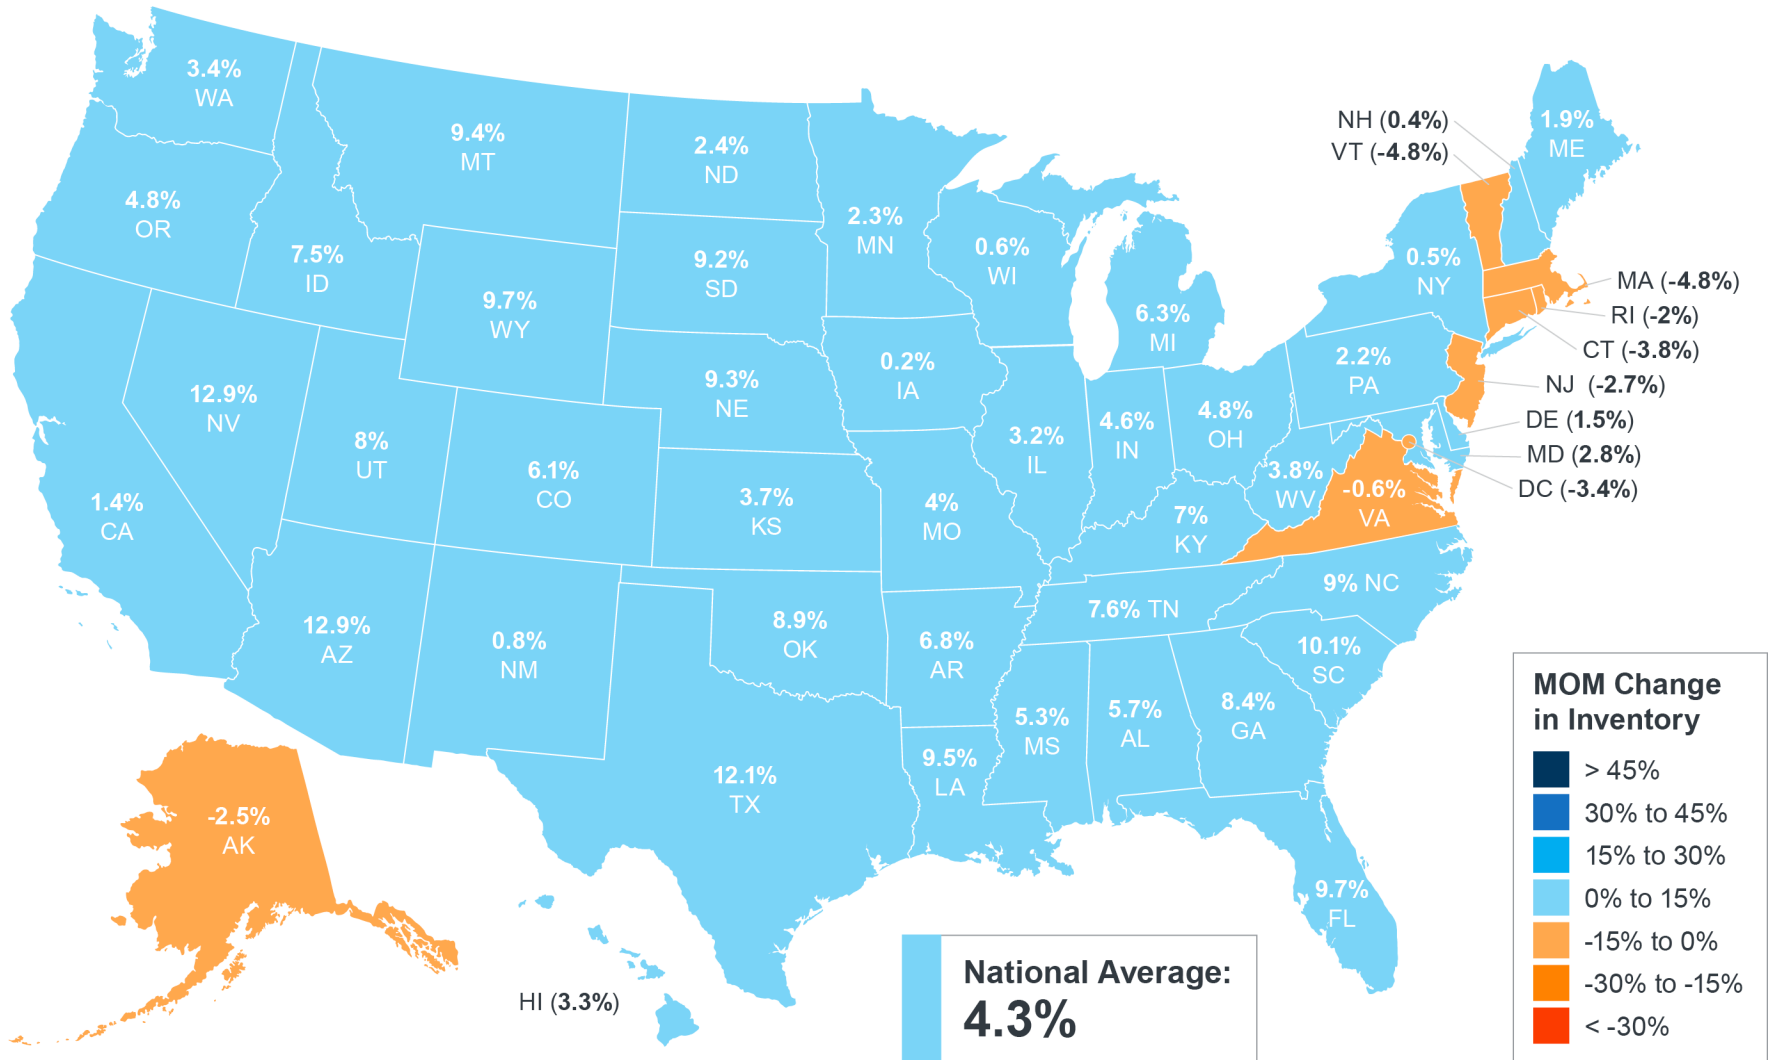 3.4%
WA
9.4%
MT
2.4%
ND
4.8%
OR
7.5%
ID
9.7%
WY
9.2%
SD
2.3%
MN
0.6%
WI
6.3%
MI
NH (0.4%)
VT (-4.8%)
1.9%
ME
0.5%
NY
MA (-4.8%)
RI (-2%)
CT (-3.8%)
NJ (-2.7%)
DE (1.5%)
MD (2.8%)
DC (-3.4%)
12.9%
NV
8%
UT
6.1%
CO
9.3%
NE
0.2%
IA
3.2%
IL
4.6%
IN
4.8%
OH
2.2%
PA
1.4%
CA
3.7%
KS
4%
MO
7%
KY
3.8%
WV
-0.6%
VA
12.9%
AZ
0.8%
NM
8.9%
OK
6.8%
AR
7.6% TN
9% NC
10.1%
SC
12.1%
TX
9.5%
LA
5.3%
MS
5.7%
AL
8.4%
GA
9.7%
FL
-2.5%
AK
HI (3.3%)
National Average:
4.3%
MOM Change
in Inventory
> 45%
30% to 45%
15% to 30%
0% to 15%
-15% to 0%
-30% to -15%
< -30%